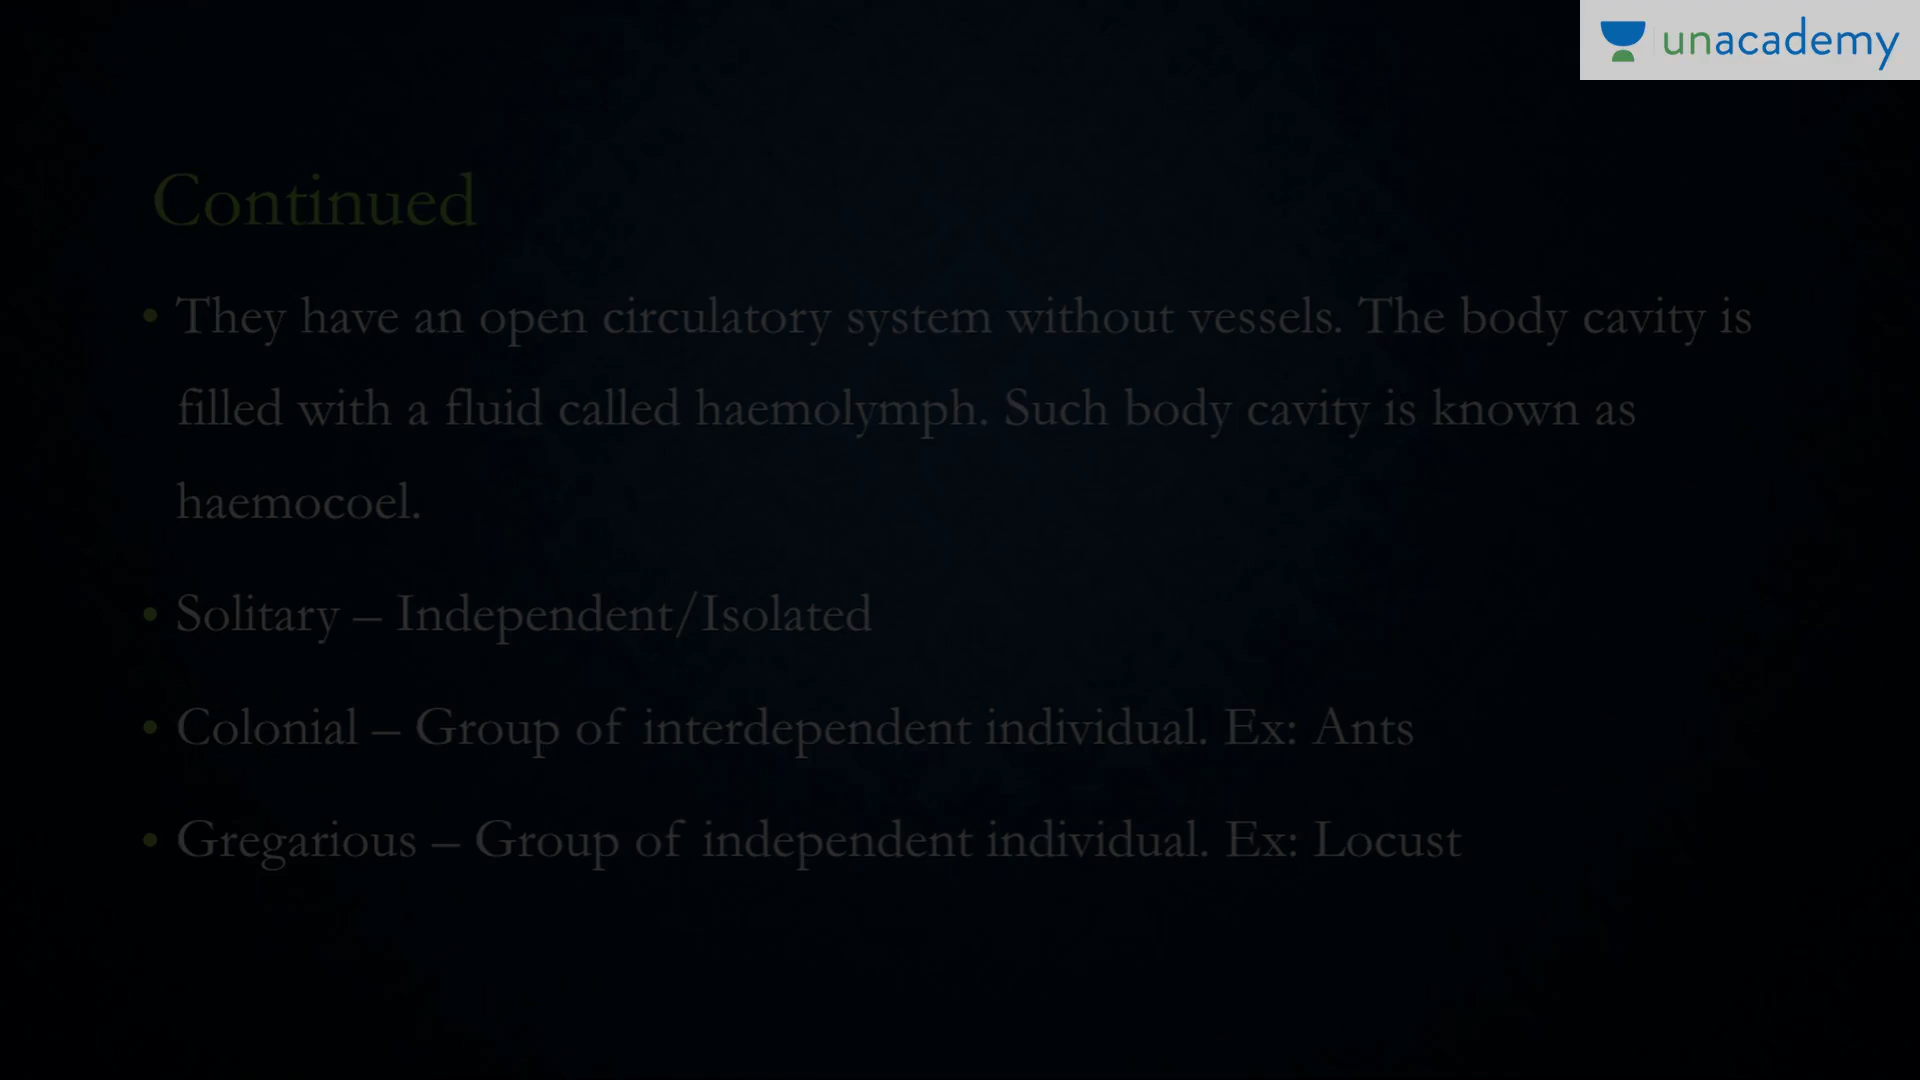 unacademy
Continued
• They have an open circulatory system without vessels. The body cavity is
filled with a fluid called haemolymph. Such body cavity is known as
haemocoel.
• Solitary – Independent/Isolated
• Colonial – Group of interdependent individual. Ex: Ants
• Gregarious – Group of independent individual. Ex: Locust